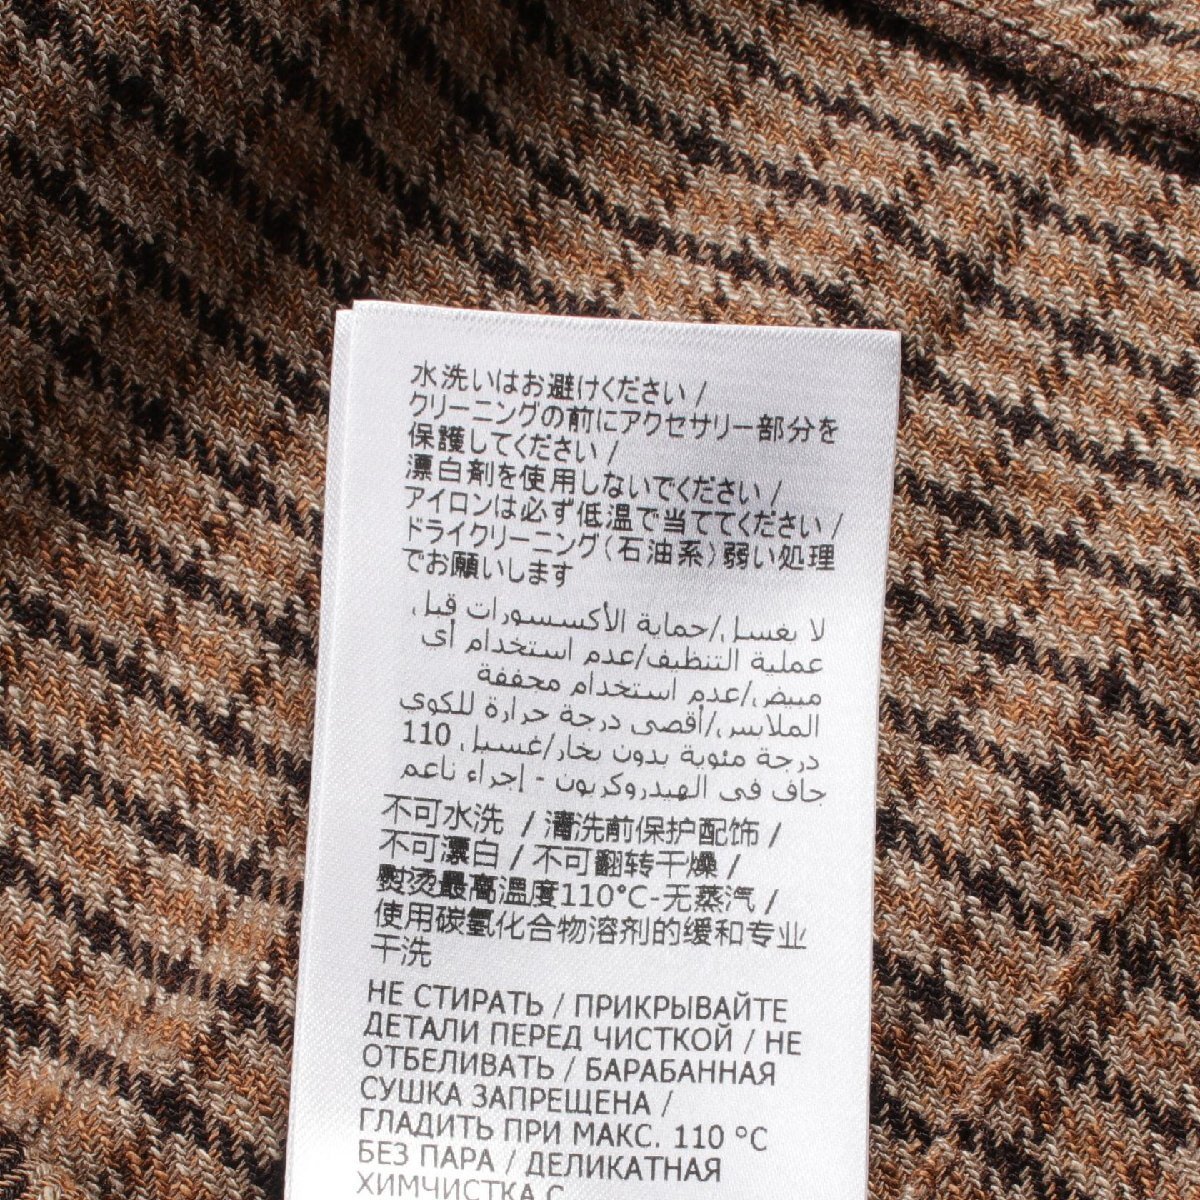 水洗いはお避けください /
クリーニングの前にアクセサリー部分を
保護してください /
漂白剤を使用しないでください /
アイロンは必ず低温で当ててください /
ドライクリーニング(石油系)弱い処理
でお願いします
لا يغسل/حماية الأكسسورات قبل
عملية التنظيف/عدم استخدام أى
مبيض/عدم استخدام مجففة
الملابس/أقصى درجة حرارة للكوى
110 درجة مئوية بدون بخار/غسيل
جاف فى الهيدروكربون - إجراء ناعم
不可水洗 / 清洗前保护配饰 /
不可漂白 / 不可翻转干燥 /
熨烫最高温度110°C-无蒸汽 /
使用碳氢化合物溶剂的缓和专业
干洗
НЕ СТИРАТЬ / ПРИКРЫВАЙТЕ
ДЕТАЛИ ПЕРЕД ЧИСТКОЙ / НЕ
ОТБЕЛИВАТЬ / БАРАБАННАЯ
СУШКА ЗАПРЕЩЕНА /
ГЛАДИТЬ ПРИ МАКС. 110 °C
БЕЗ ПАРА / ДЕЛИКАТНАЯ
ХИМЧИСТКА С